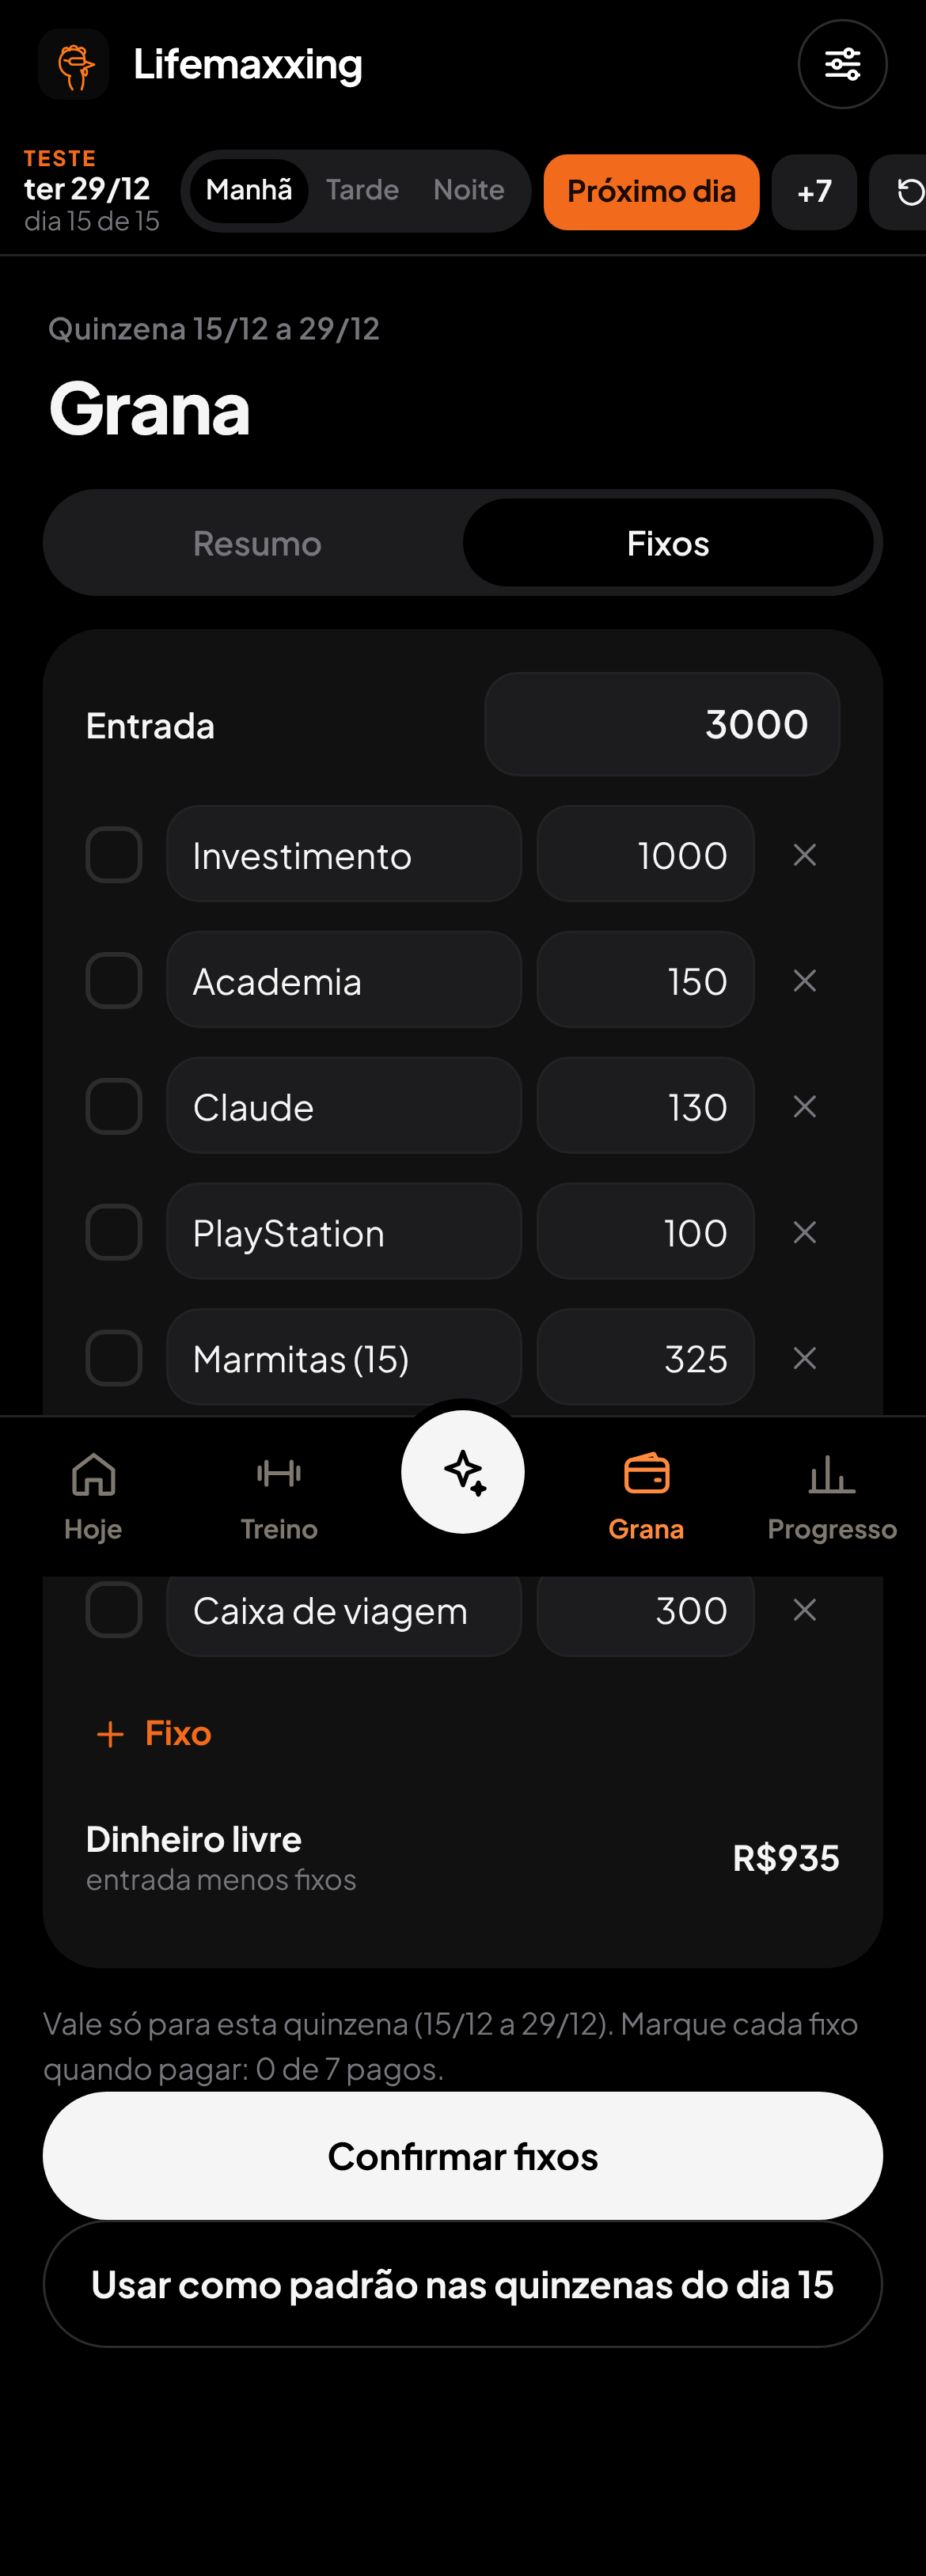 Lifemaxxing
TESTE
ter 29/12
dia 15 de 15
Manhã
Tarde
Noite
Próximo dia
+7
Quinzena 15/12 a 29/12
Grana
Resumo
Fixos
Entrada
3000
Investimento
1000
Academia
150
Claude
130
PlayStation
100
Marmitas (15)
325
Hoje
Treino
Grana
Progresso
Caixa de viagem
300
Fixo
Dinheiro livre
entrada menos fixos
R$935
Vale só para esta quinzena (15/12 a 29/12). Marque cada fixo
quando pagar: 0 de 7 pagos.
Confirmar fixos
Usar como padrão nas quinzenas do dia 15